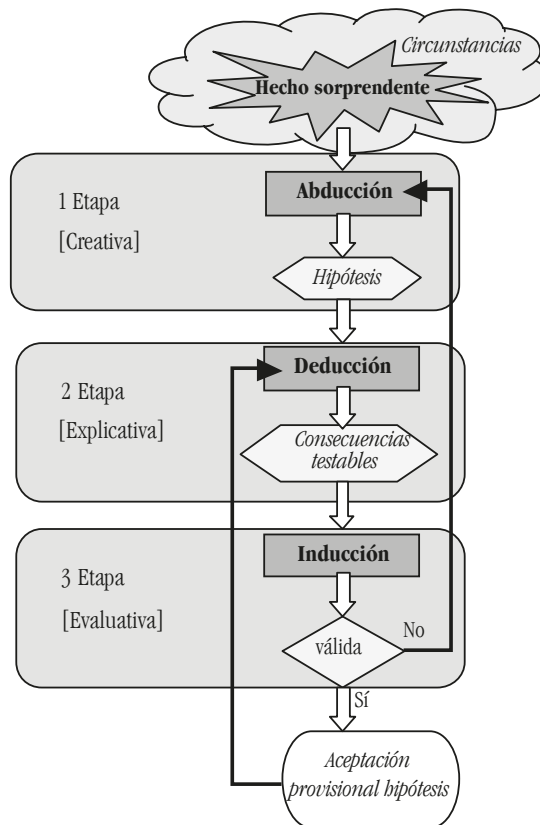 Circunstancias
Hecho sorprendente
1 Etapa
[Creativa]
Abducción
Hipótesis
2 Etapa
[Explicativa]
Deducción
Consecuencias
testables
3 Etapa
[Evaluativa]
Inducción
válida
No
Sí
Aceptación
provisional hipótesis